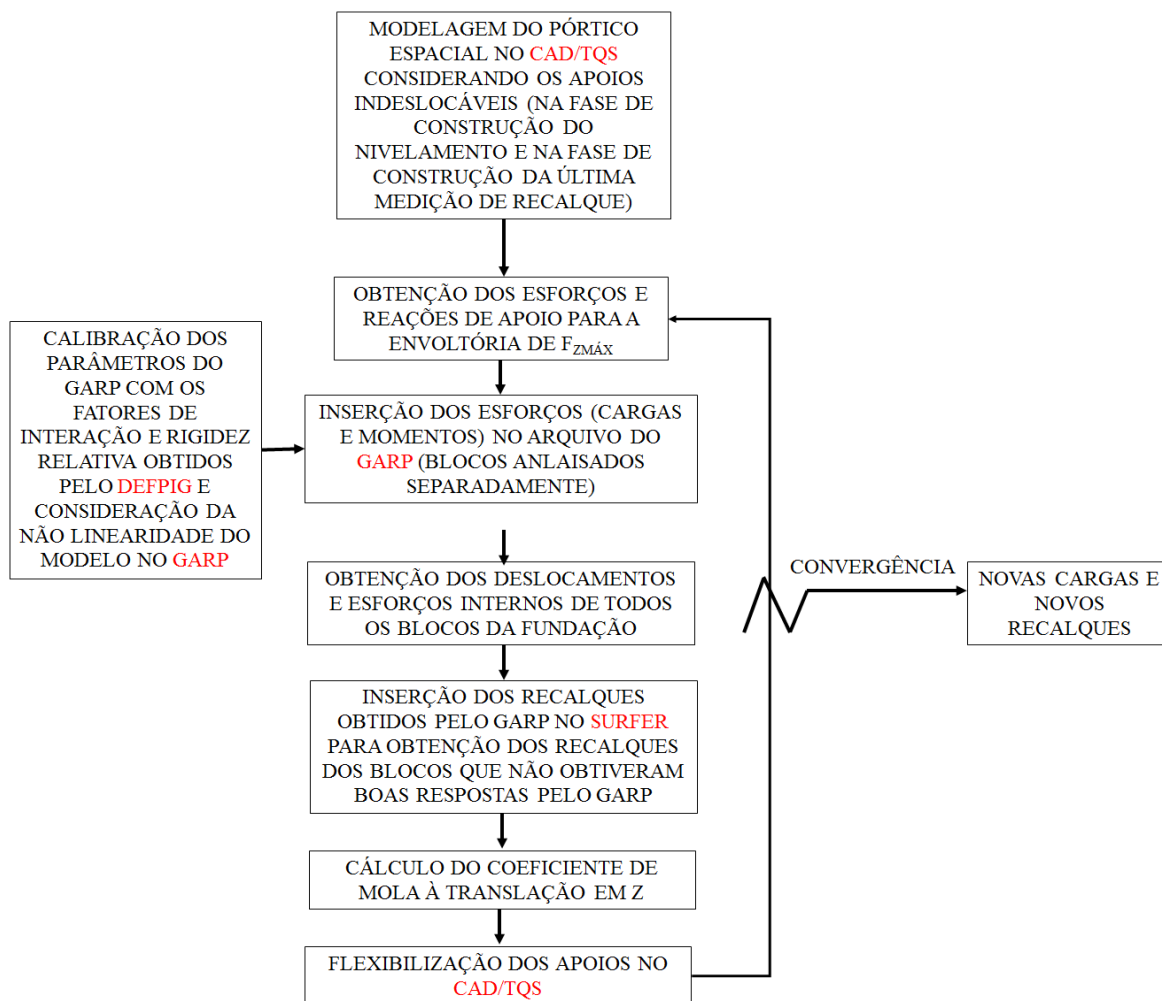 MODELAGEM DO PÓRTICO
ESPACIAL NO CAD/TQS
CONSIDERANDO OS APOIOS
INDESLOCÁVEIS (NA FASE DE
CONSTRUÇÃO DO
NIVELAMENTO E NA FASE DE
CONSTRUÇÃO DA ÚLTIMA
MEDIÇÃO DE RECALQUE)
OBTENÇÃO DOS ESFORÇOS E
REAÇÕES DE APOIO PARA A
ENVOLTÓRIA DE FZMÁX
CALIBRAÇÃO DOS
PARÂMETROS DO
GARP COM OS
FATORES DE
INTERAÇÃO E RIGIDEZ
RELATIVA OBTIDOS
PELO DEFPIG E
CONSIDERAÇÃO DA
NÃO LINEARIDADE DO
MODELO NO GARP
INSERÇÃO DOS ESFORÇOS (CARGAS
E MOMENTOS) NO ARQUIVO DO
GARP (BLOCOS ANLAISADOS
SEPARADAMENTE)
OBTENÇÃO DOS DESLOCAMENTOS
E ESFORÇOS INTERNOS DE TODOS
OS BLOCOS DA FUNDAÇÃO
INSERÇÃO DOS RECALQUES
OBTIDOS PELO GARP NO SURFER
PARA OBTENÇÃO DOS RECALQUES
DOS BLOCOS QUE NÃO OBTIVERAM
BOAS RESPOSTAS PELO GARP
CÁLCULO DO COEFICIENTE DE
MOLA À TRANSLAÇÃO EM Z
FLEXIBILIZAÇÃO DOS APOIOS NO
CAD/TQS
CONVERGÊNCIA
NOVAS CARGAS E
NOVOS
RECALQUES